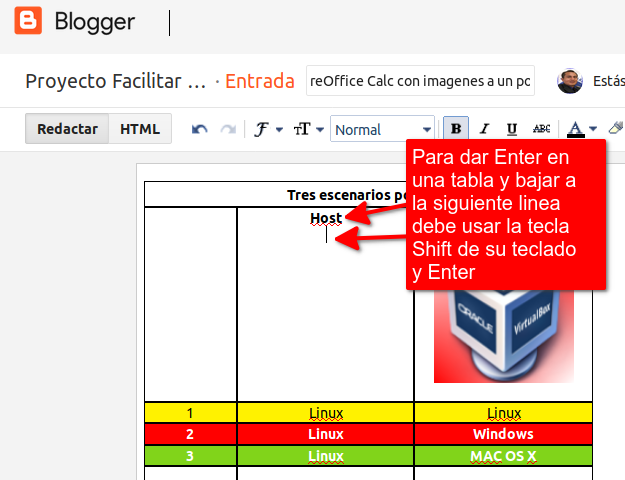 Blogger
Proyecto Facilitar ... · Entrada reOffice Calc con imagenes a un po Estás
Redactar HTML F TT Normal B I U ABC A
Para dar Enter en
una tabla y bajar a
la siguiente linea
debe usar la tecla
Shift de su teclado
y Enter
Tres escenarios po
Host
ORACLE VirtualBox
1 Linux Linux
2 Linux Windows
3 Linux MAC OS X